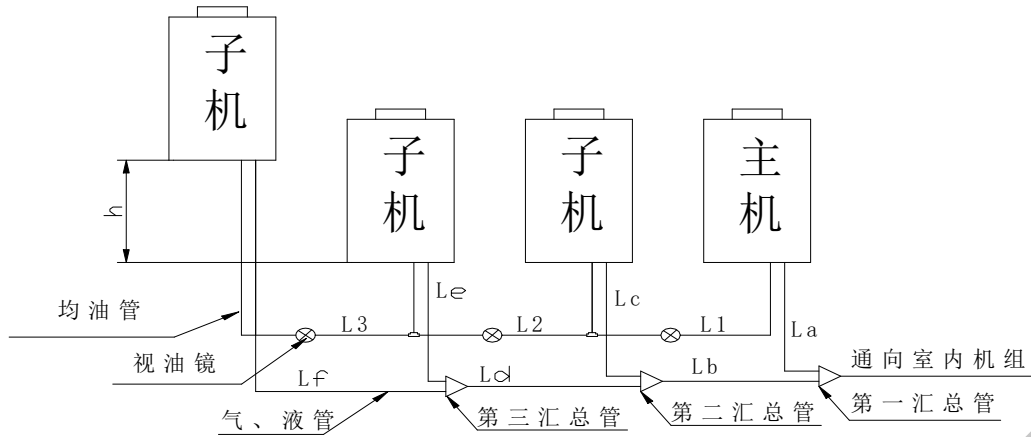 子机
子机
子机
主机
h
Le
Lc
均油管
L3
L2
L1
La
视油镜
Lf
Ld
Lb
通向室内机组
气、液管
第三汇总管
第二汇总管
第一汇总管